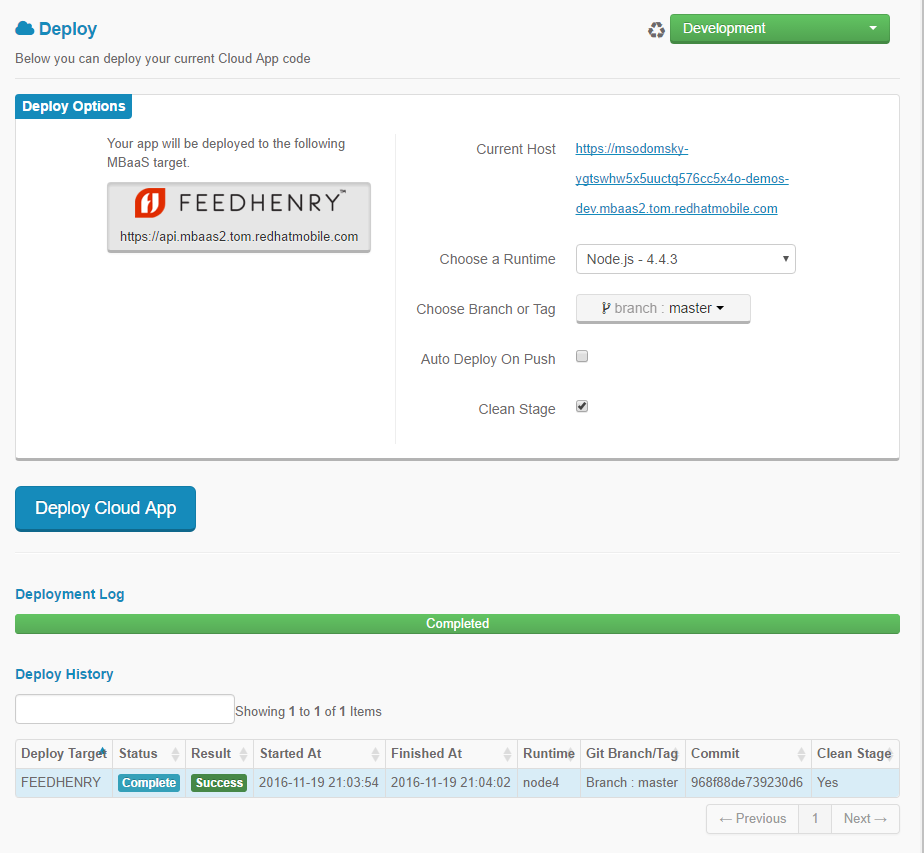 Deploy
Development
Below you can deploy your current Cloud App code
Deploy Options
Your app will be deployed to the following
MBaaS target.
FEEDHENRY™
https://api.mbaas2.tom.redhatmobile.com
Current Host
https://msodomsky-
ygtswhw5x5uuctq576cc5x4o-demos-
dev.mbaas2.tom.redhatmobile.com
Choose a Runtime
Node.js - 4.4.3
Choose Branch or Tag
branch : master
Auto Deploy On Push
Clean Stage
Deploy Cloud App
Deployment Log
Completed
Deploy History
Showing 1 to 1 of 1 Items
Deploy Target Status Result Started At Finished At Runtime Git Branch/Tag Commit Clean Stage
FEEDHENRY Complete Success 2016-11-19 21:03:54 2016-11-19 21:04:02 node4 Branch : master 968f88de739230d6 Yes
← Previous 1 Next →